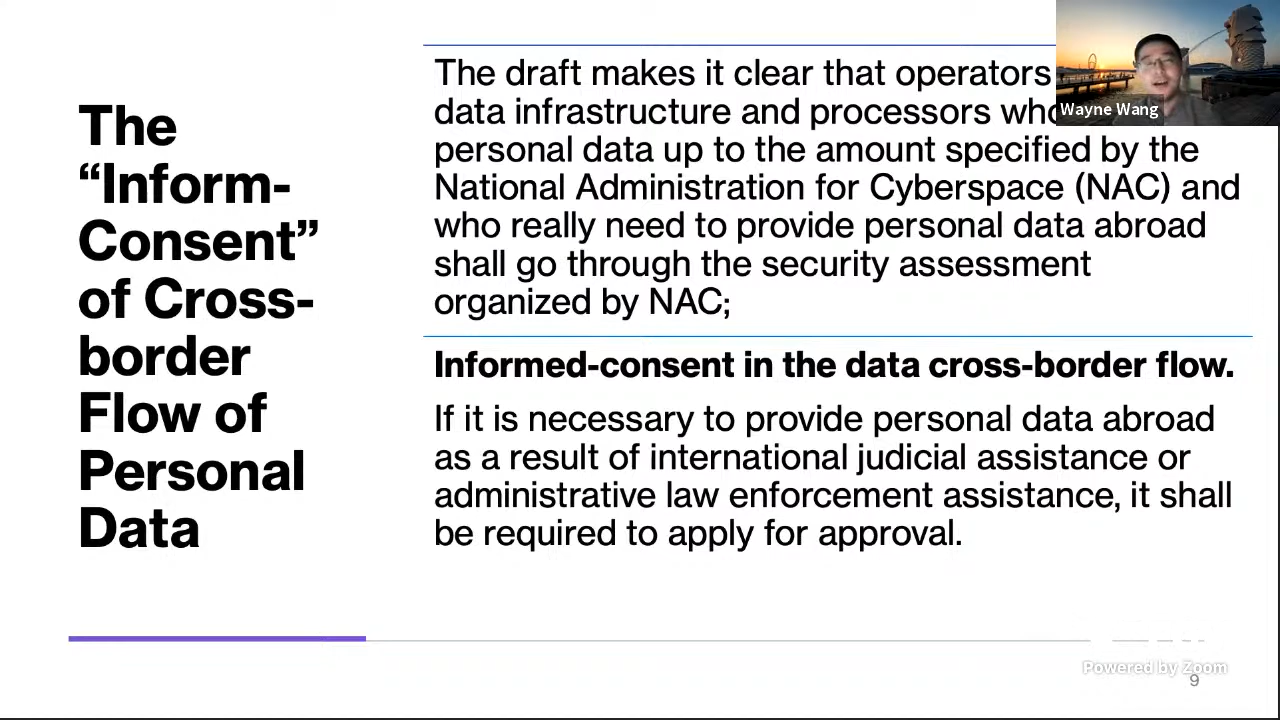 The
“Inform-
Consent”
of Cross-
border
Flow of
Personal
Data
The draft makes it clear that operators
data infrastructure and processors who
personal data up to the amount specified by the
National Administration for Cyberspace (NAC) and
who really need to provide personal data abroad
shall go through the security assessment
organized by NAC;
Informed-consent in the data cross-border flow.
If it is necessary to provide personal data abroad
as a result of international judicial assistance or
administrative law enforcement assistance, it shall
be required to apply for approval.
Wayne Wang
Powered by Zoom
9